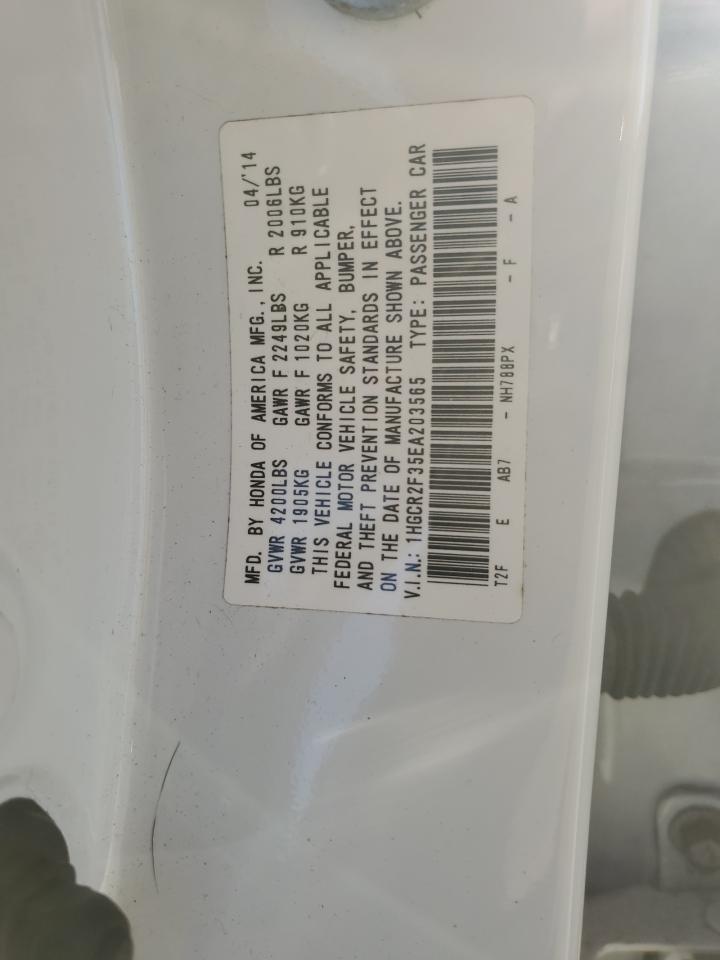 MFD. BY HONDA OF AMERICA MFG., INC. 04/'14
GVWR 4200LBS GAWR F 2249LBS R 2006LBS
GVWR 1905KG GAWR F 1020KG R 910KG
THIS VEHICLE CONFORMS TO ALL APPLICABLE
FEDERAL MOTOR VEHICLE SAFETY, BUMPER,
AND THEFT PREVENTION STANDARDS IN EFFECT
ON THE DATE OF MANUFACTURE SHOWN ABOVE.
V.I.N.: 1HGCR2F35EA203565 TYPE: PASSENGER CAR
T2F E AB7 - NH788PX - F - A